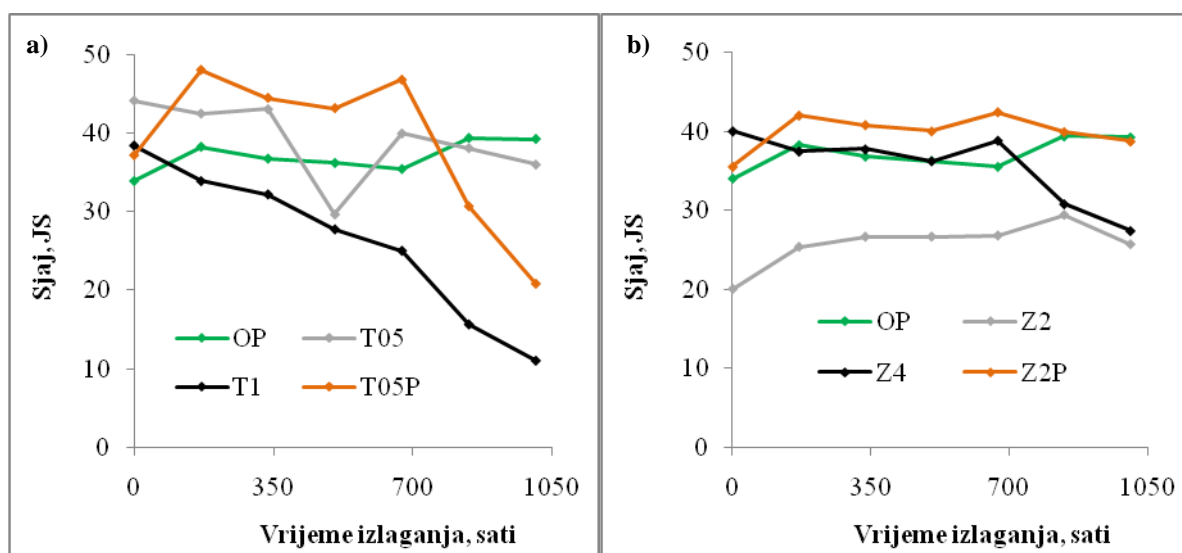 a)
Sjaj, JS
50
40
30
20
10
0
OP T05
T1 T05P
0 350 700 1050
Vrijeme izlaganja, sati
b)
Sjaj, JS
50
40
30
20
10
0
OP Z2
Z4 Z2P
0 350 700 1050
Vrijeme izlaganja, sati